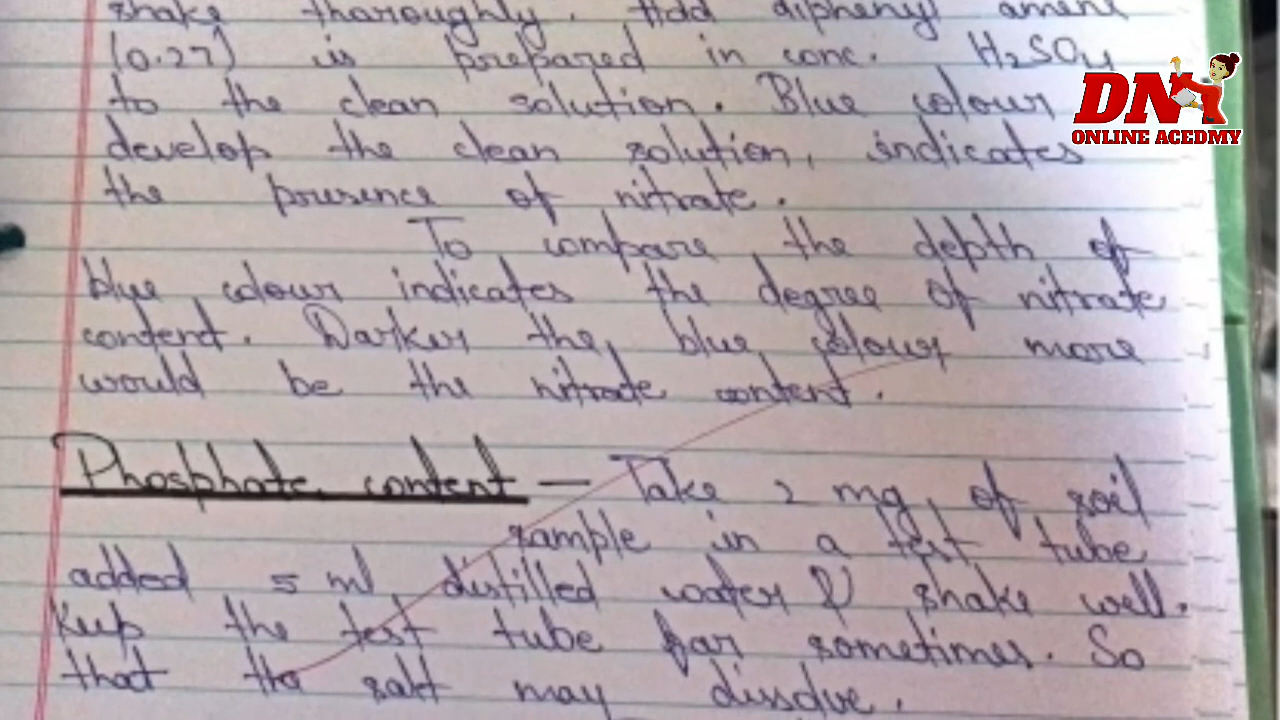 shake thoroughly. Add diphenyl ament
(0.27) is prepared in conc. H₂SO₄
to the clean solution. Blue colour
develop the clean solution, indicates
the presence of nitrate.
To compare the depth of
blue colour indicates the degree of nitrate
content. Darker the blue colour more
would be the nitrate content.
Phosphate content — Take 2 mg of soil
sample in a test tube
added 5 ml distilled water & shake well.
Keep the test tube for sometimes. So
that the salt may dissolve.
DN
ONLINE ACEDMY